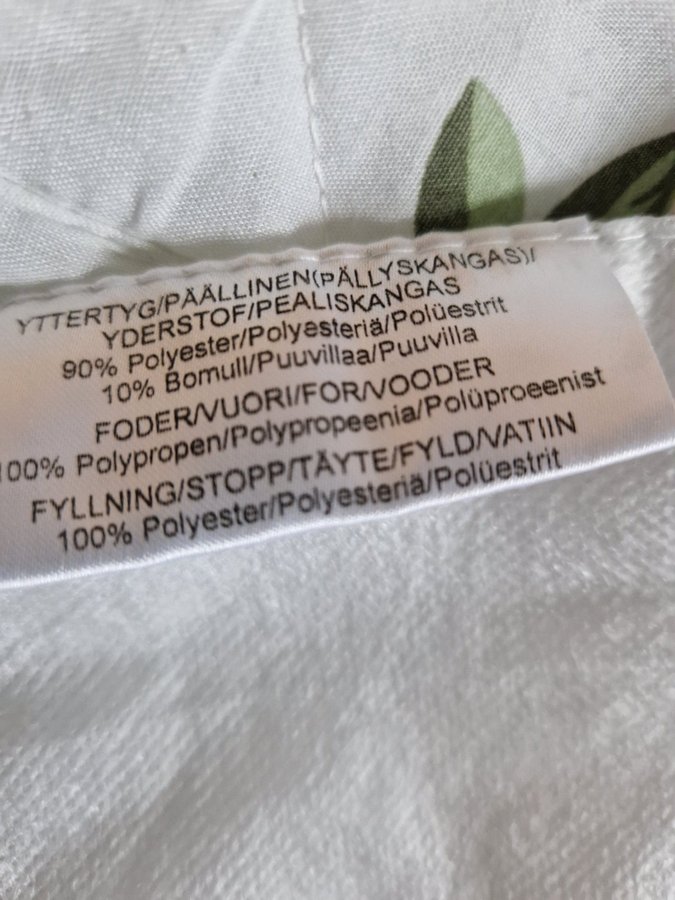 YTTERTYG/PÄÄLLINEN(PÄLLYSKANGAS)/
YDERSTOF/PEALISKANGAS
90% Polyester/Polyesteriä/Polüestrit
10% Bomull/Puuvillaa/Puuvilla
FODER/VUORI/FOR/VOODER
100% Polypropen/Polypropeenia/Polüproeenist
FYLLNING/STOPP/TÄYTE/FYLD/VATIIN
100% Polyester/Polyesteriä/Polüestrit